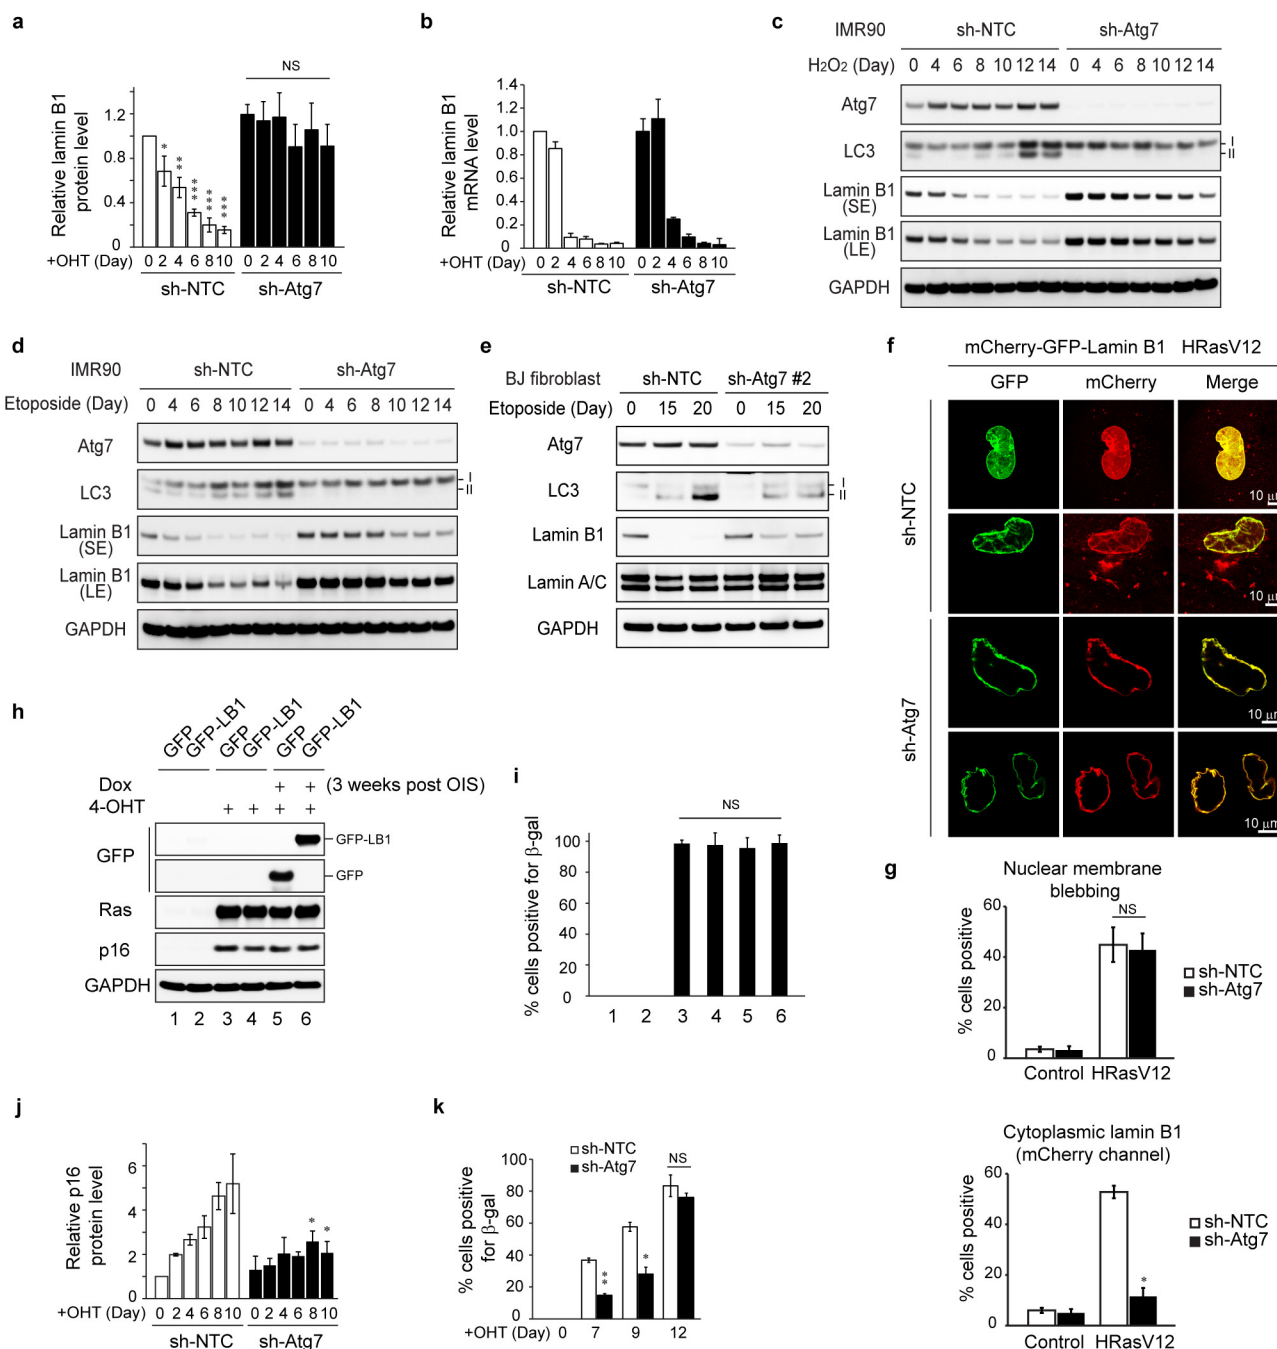 a
NS
Relative lamin B1
protein level
1.2
0.8
0.4
0
*
**
***
***
***
+OHT (Day) 0 2 4 6 8 10 0 2 4 6 8 10
sh-NTC sh-Atg7
b
Relative lamin B1
mRNA level
1.4
1.2
1.0
0.8
0.6
0.4
0.2
0
+OHT (Day) 0 2 4 6 8 10 0 2 4 6 8 10
sh-NTC sh-Atg7
c
IMR90 sh-NTC sh-Atg7
H2O2 (Day) 0 4 6 8 10 12 14 0 4 6 8 10 12 14
Atg7
LC3
I
II
Lamin B1
(SE)
Lamin B1
(LE)
GAPDH
d
IMR90 sh-NTC sh-Atg7
Etoposide (Day) 0 4 6 8 10 12 14 0 4 6 8 10 12 14
Atg7
LC3
I
II
Lamin B1
(SE)
Lamin B1
(LE)
GAPDH
e
BJ fibroblast sh-NTC sh-Atg7 #2
Etoposide (Day) 0 15 20 0 15 20
Atg7
LC3
I
II
Lamin B1
Lamin A/C
GAPDH
f
mCherry-GFP-Lamin B1 HRasV12
GFP mCherry Merge
sh-NTC
10 μm
10 μm
sh-Atg7
10 μm
10 μm
g
Nuclear membrane
blebbing
% cells positive
60
40
20
0
NS
sh-NTC
sh-Atg7
Control HRasV12
Cytoplasmic lamin B1
(mCherry channel)
% cells positive
60
40
20
0
*
sh-NTC
sh-Atg7
Control HRasV12
h
GFP GFP-LB1 GFP GFP-LB1 GFP GFP-LB1
Dox + + (3 weeks post OIS)
4-OHT + + + +
GFP
GFP-LB1
GFP
Ras
p16
GAPDH
1 2 3 4 5 6
i
NS
% cells positive for β-gal
100
80
60
40
20
0
1 2 3 4 5 6
j
Relative p16
protein level
6
4
2
0
* *
+OHT (Day) 0 2 4 6 8 10 0 2 4 6 8 10
sh-NTC sh-Atg7
k
sh-NTC
sh-Atg7
NS
% cells positive
for β-gal
100
80
60
40
20
0
**
*
+OHT (Day) 0 7 9 12